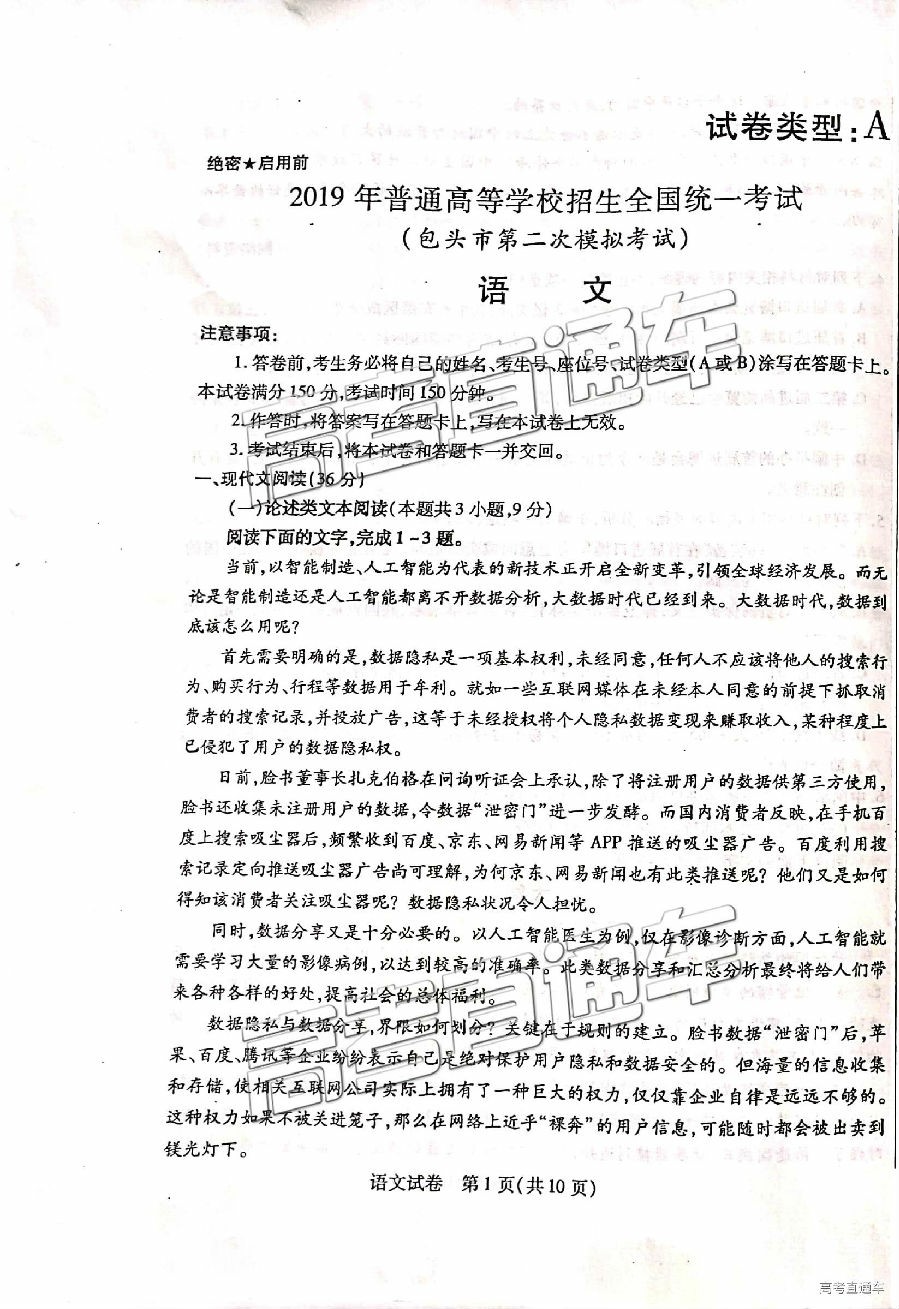 试卷类型:A
绝密★启用前
2019年普通高等学校招生全国统一考试
(包头市第二次模拟考试)
语 文
注意事项:
1.答卷前,考生务必将自己的姓名、考生号、座位号、试卷类型(A或B)涂写在答题卡上。
本试卷满分150分,考试时间150分钟。
2.作答时,将答案写在答题卡上,写在本试卷上无效。
3.考试结束后,将本试卷和答题卡一并交回。
一、现代文阅读(36分)
(一)论述类文本阅读(本题共3小题,9分)
阅读下面的文字,完成1~3题。
当前,以智能制造、人工智能为代表的新技术正开启全新变革,引领全球经济发展。而无
论是智能制造还是人工智能都离不开数据分析,大数据时代已经到来。大数据时代,数据到
底该怎么用呢?
首先需要明确的是,数据隐私是一项基本权利,未经同意,任何人不应该将他人的搜索行
为、购买行为、行程等数据用于牟利。就如一些互联网媒体在未经本人同意的前提下抓取消
费者的搜索记录,并投放广告,这等于未经授权将个人隐私数据变现来赚取收入,某种程度上
已侵犯了用户的数据隐私权。
日前,脸书董事长扎克伯格在问询听证会上承认,除了将注册用户的数据供第三方使用,
脸书还收集未注册用户的数据,令数据“泄密门”进一步发酵。而国内消费者反映,在手机百
度上搜索吸尘器后,频繁收到百度、京东、网易新闻等APP推送的吸尘器广告。百度利用搜
索记录定向推送吸尘器广告尚可理解,为何京东、网易新闻也有此类推送呢?他们又是如何
得知该消费者关注吸尘器呢?数据隐私状况令人担忧。
同时,数据分享又是十分必要的。以人工智能医生为例,仅在影像诊断方面,人工智能就
需要学习大量的影像病例,以达到较高的准确率。此类数据分享和汇总分析最终将给人们带
来各种各样的好处,提高社会的总体福利。
数据隐私与数据分享,界限如何划分?关键在于规则的建立。脸书数据“泄密门”后,苹
果、百度、腾讯等企业纷纷表示自己是绝对保护用户隐私和数据安全的。但海量的信息收集
和存储,使相关互联网公司实际上拥有了一种巨大的权力,仅仅靠企业自律是远远不够的。
这种权力如果不被关进笼子,那么在网络上近乎“裸奔”的用户信息,可能随时都会被出卖到
镁光灯下。
语文试卷 第1页(共10页)
高考直通车
高考直通车
高考直通车